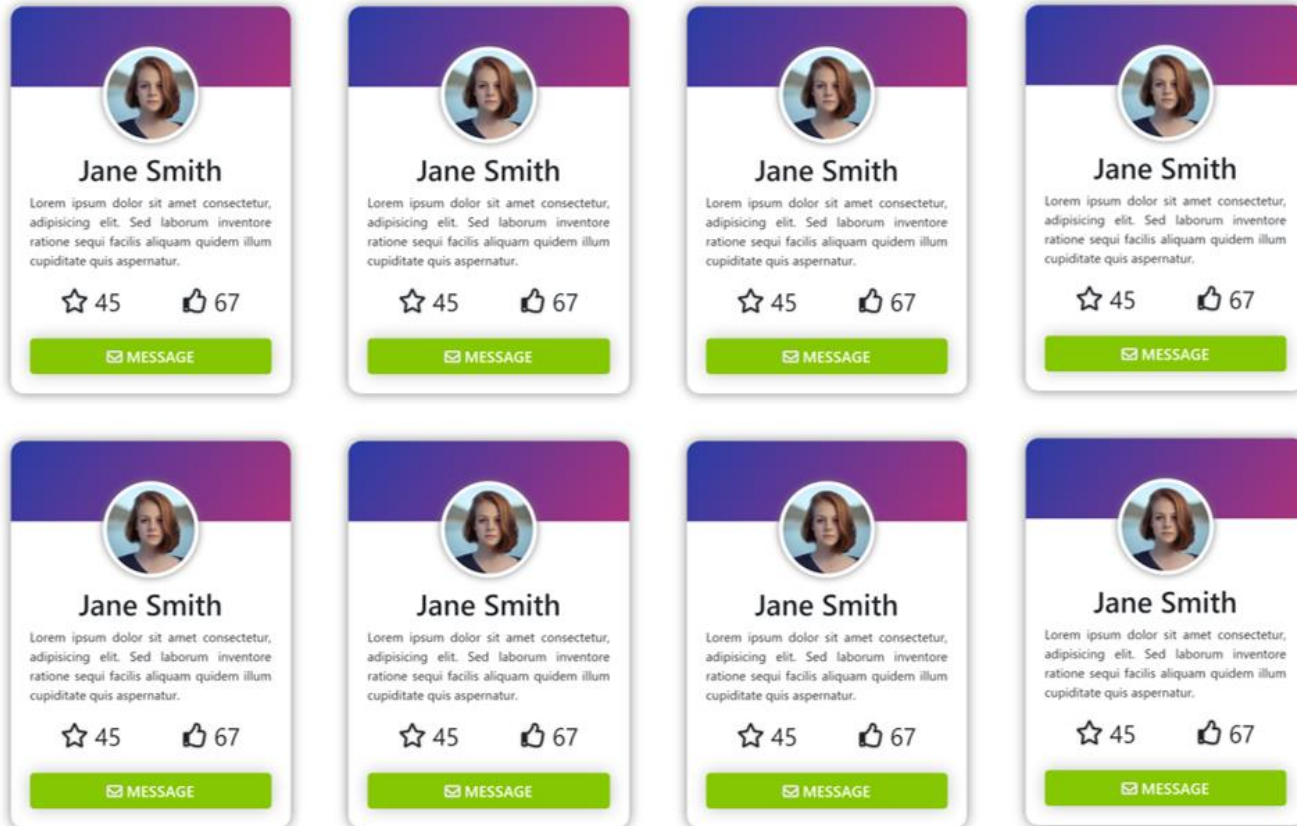 Jane Smith
Lorem ipsum dolor sit amet consectetur,
adipisicing elit. Sed laborum inventore
ratione sequi facilis aliquam quidem illum
cupiditate quis aspernatur.
45 67
MESSAGE
Jane Smith
Lorem ipsum dolor sit amet consectetur,
adipisicing elit. Sed laborum inventore
ratione sequi facilis aliquam quidem illum
cupiditate quis aspernatur.
45 67
MESSAGE
Jane Smith
Lorem ipsum dolor sit amet consectetur,
adipisicing elit. Sed laborum inventore
ratione sequi facilis aliquam quidem illum
cupiditate quis aspernatur.
45 67
MESSAGE
Jane Smith
Lorem ipsum dolor sit amet consectetur,
adipisicing elit. Sed laborum inventore
ratione sequi facilis aliquam quidem illum
cupiditate quis aspernatur.
45 67
MESSAGE
Jane Smith
Lorem ipsum dolor sit amet consectetur,
adipisicing elit. Sed laborum inventore
ratione sequi facilis aliquam quidem illum
cupiditate quis aspernatur.
45 67
MESSAGE
Jane Smith
Lorem ipsum dolor sit amet consectetur,
adipisicing elit. Sed laborum inventore
ratione sequi facilis aliquam quidem illum
cupiditate quis aspernatur.
45 67
MESSAGE
Jane Smith
Lorem ipsum dolor sit amet consectetur,
adipisicing elit. Sed laborum inventore
ratione sequi facilis aliquam quidem illum
cupiditate quis aspernatur.
45 67
MESSAGE
Jane Smith
Lorem ipsum dolor sit amet consectetur,
adipisicing elit. Sed laborum inventore
ratione sequi facilis aliquam quidem illum
cupiditate quis aspernatur.
45 67
MESSAGE